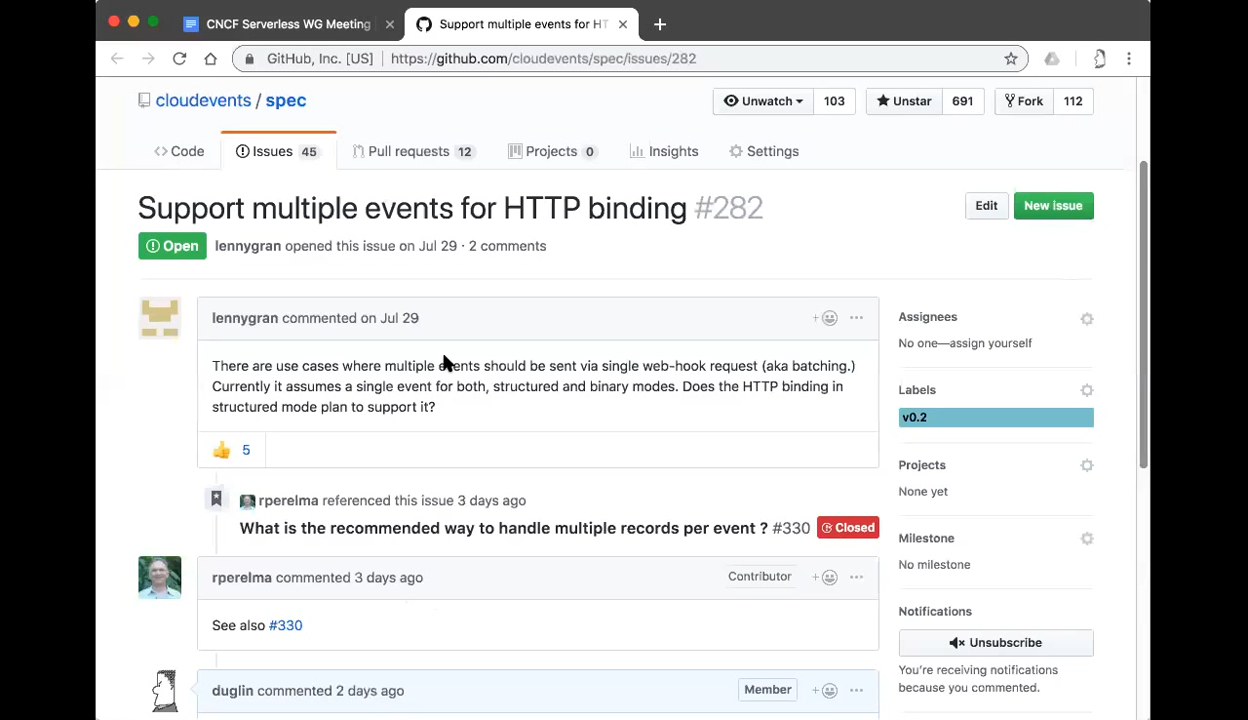 CNCF Serverless WG Meeting
Support multiple events for HT
GitHub, Inc. [US] | https://github.com/cloudevents/spec/issues/282
cloudevents / spec
Unwatch 103
Unstar 691
Fork 112
Code
Issues 45
Pull requests 12
Projects 0
Insights
Settings
Support multiple events for HTTP binding #282
Edit
New issue
Open
lennygran opened this issue on Jul 29 · 2 comments
lennygran commented on Jul 29
There are use cases where multiple events should be sent via single web-hook request (aka batching.)
Currently it assumes a single event for both, structured and binary modes. Does the HTTP binding in
structured mode plan to support it?
5
rperelma referenced this issue 3 days ago
What is the recommended way to handle multiple records per event ? #330
Closed
rperelma commented 3 days ago
Contributor
See also #330
duglin commented 2 days ago
Member
Assignees
No one—assign yourself
Labels
v0.2
Projects
None yet
Milestone
No milestone
Notifications
Unsubscribe
You're receiving notifications
because you commented.